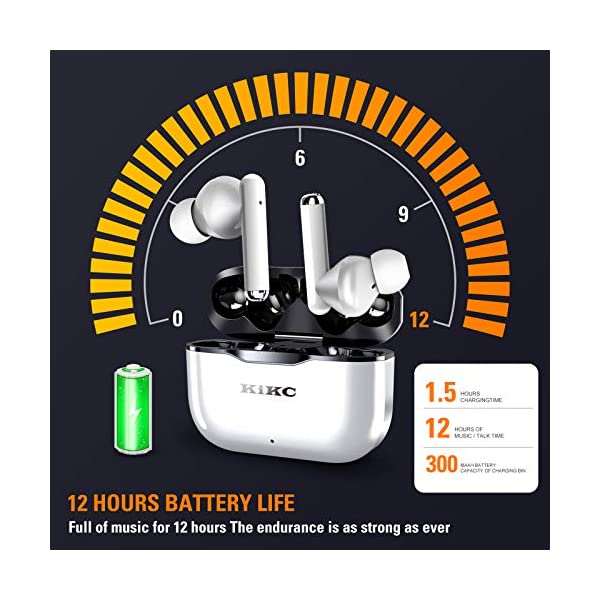 6
9
0
12
KiKC
1.5 HOURS
CHARGINGTIME
12 HOURS OF
MUSIC / TALK TIME
300 MAAH BATTERY
CAPACITY OF CHARGING BIN
12 HOURS BATTERY LIFE
Full of music for 12 hours The endurance is as strong as ever